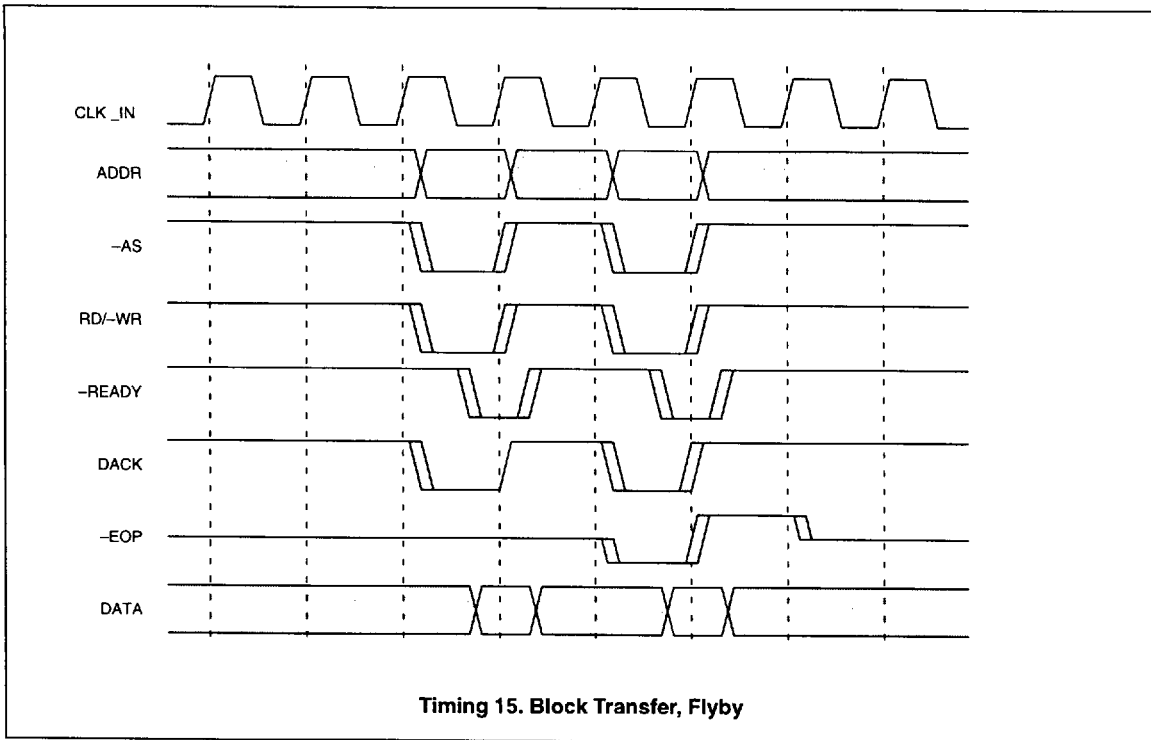 CLK _IN
ADDR
–AS
RD/–WR
–READY
DACK
–EOP
DATA
Timing 15. Block Transfer, Flyby